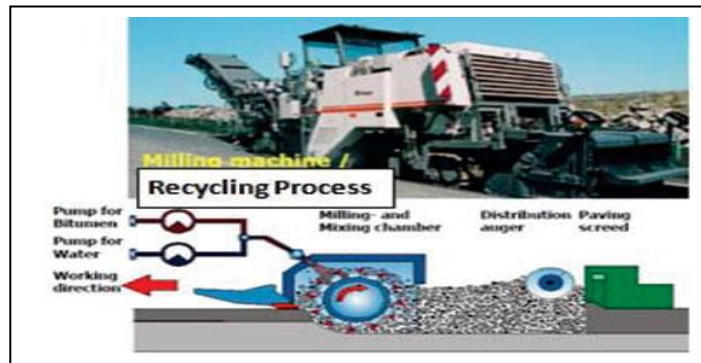 Milling machine /
Recycling Process
Pump for
Bitumen
Pump for
Water
Working
direction
Milling- and
Mixing chamber
Distribution
auger
Paving
screed